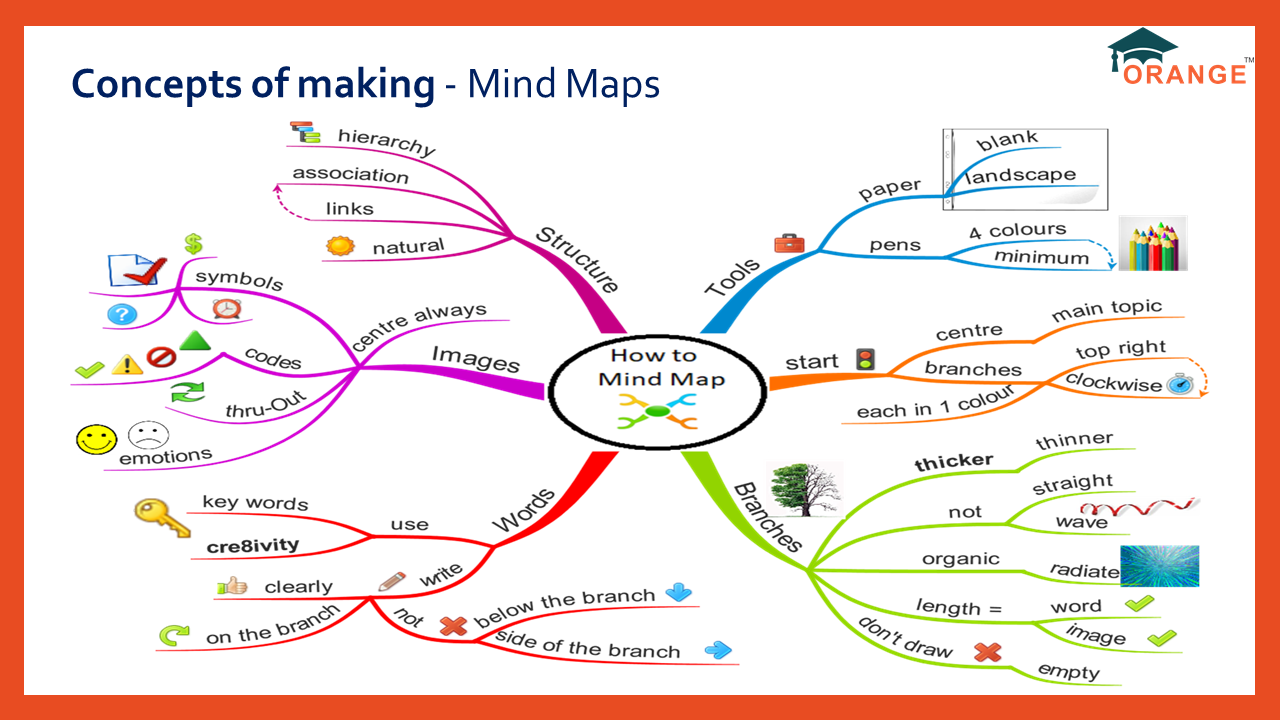 Concepts of making - Mind Maps
ORANGE
TM
How to
Mind Map
Tools
paper
blank
landscape
pens
4 colours
minimum
start
centre
main topic
branches
top right
clockwise
each in 1 colour
Branches
thicker
thinner
not
straight
wave
organic
radiate
length =
word
image
don't draw
empty
Words
use
key words
cre8ivity
write
clearly
on the branch
not
below the branch
side of the branch
Images
centre always
symbols
$
?
codes
!
thru-Out
emotions
Structure
hierarchy
association
links
natural